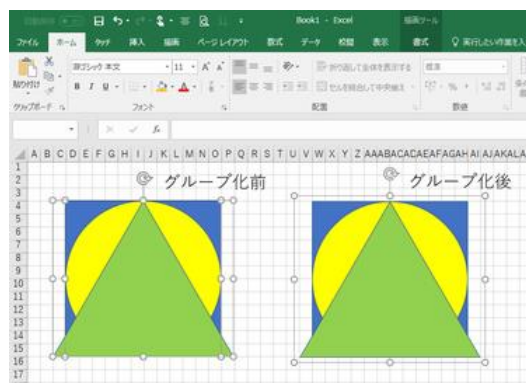 Book1 - Excel
描画ツール
ファイル ホーム タッチ 挿入 描画 ページ レイアウト 数式 データ 校閲 表示 書式 実行したい作業を入
游ゴシック 本文 11 A A 折り返して全体を表示する 標準
貼り付け B I U A セルを結合して中央揃え % ,
クリップボード フォント 配置 数値
fx
A B C D E F G H I J K L M N O P Q R S T U V W X Y Z AA AB AC AD AE AF AG AH AI AJ AK AL A
1
2
グループ化前 グループ化後
3
4
5
6
7
8
9
10
11
12
13
14
15
16
17